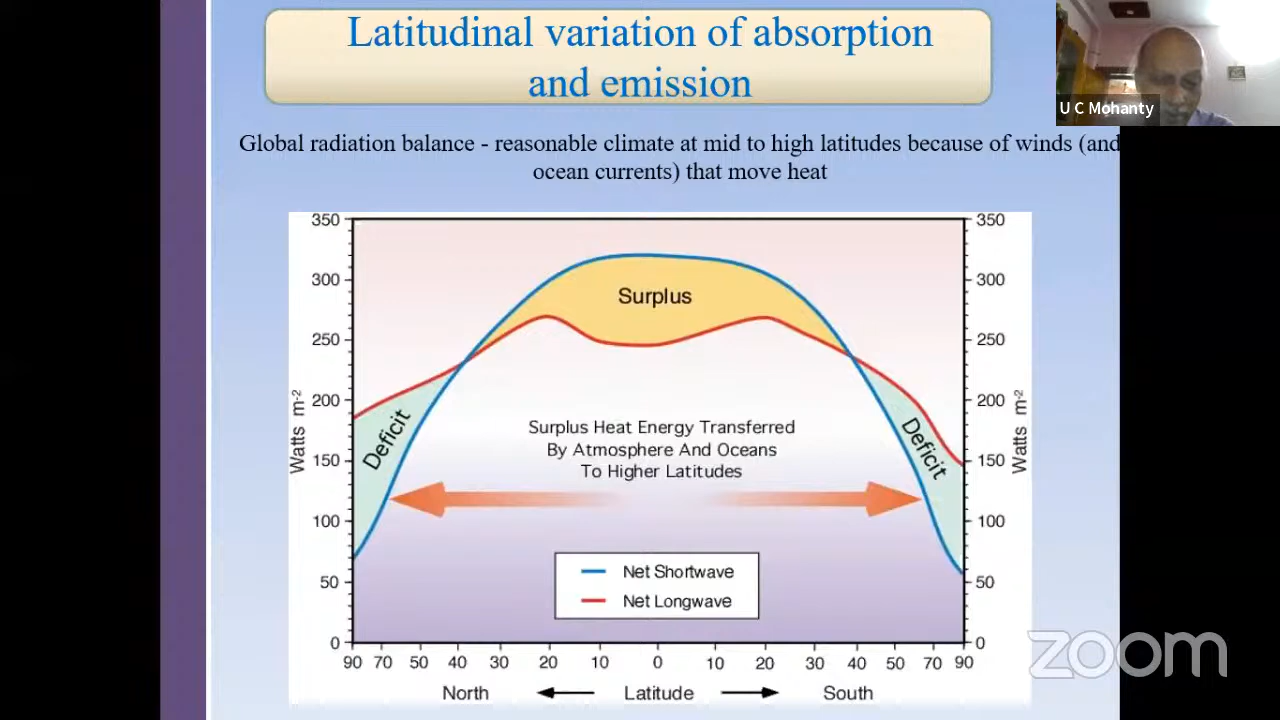 Latitudinal variation of absorption
and emission
U C Mohanty
Global radiation balance - reasonable climate at mid to high latitudes because of winds (and
ocean currents) that move heat
350
300
250
200
150
100
50
0
Watts m-2
350
300
250
200
150
100
50
0
Watts m-2
Surplus
Deficit
Deficit
Surplus Heat Energy Transferred
By Atmosphere And Oceans
To Higher Latitudes
Net Shortwave
Net Longwave
90 70 50 40 30 20 10 0 10 20 30 40 50 70 90
North Latitude South
zoom